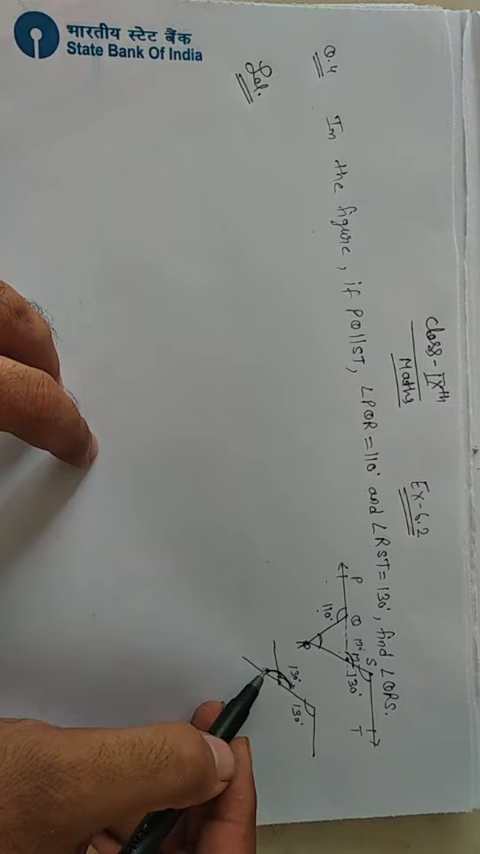 भारतीय स्टेट बैंक
State Bank Of India
Class-IXth
Maths
Ex-6.2
Q.4 In the figure, if PQ||ST, ∠PQR=110° and ∠RST=130°, find ∠QRS.
P Q S T
110° 130°
R
130°
130°
Sol.